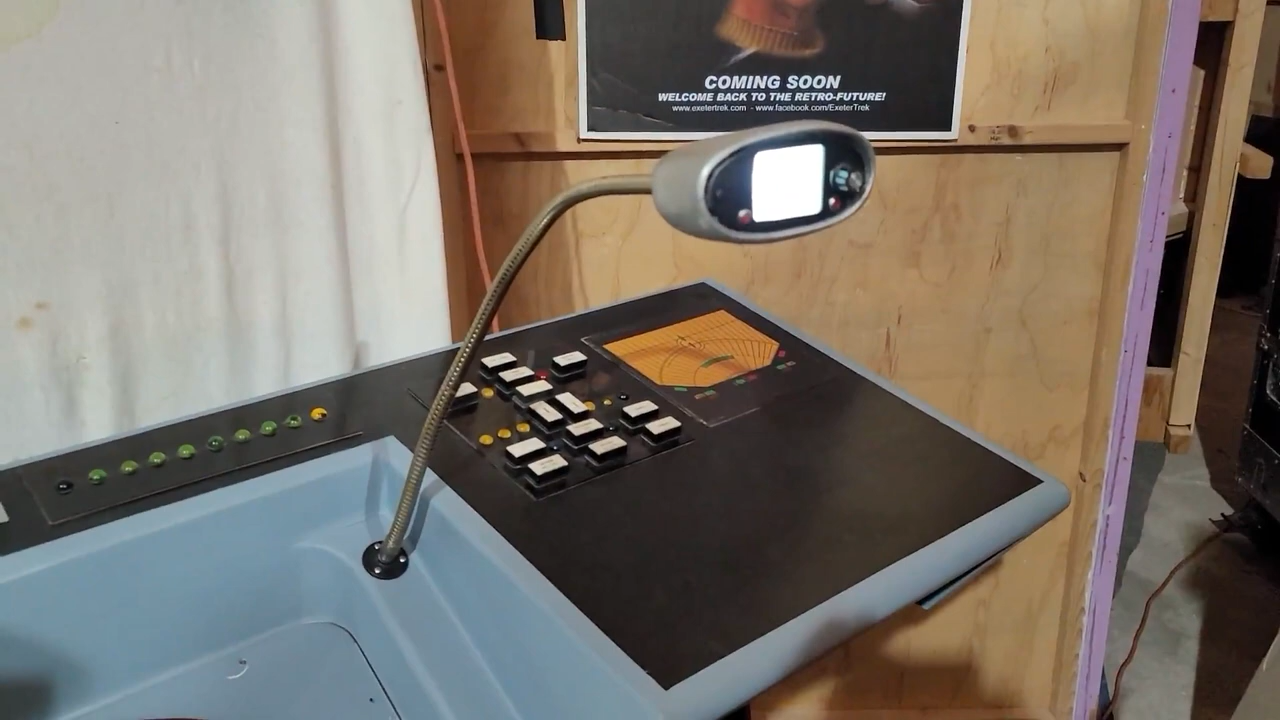 COMING SOON
WELCOME BACK TO THE RETRO-FUTURE!
www.exetertrek.com - www.facebook.com/ExeterTrek